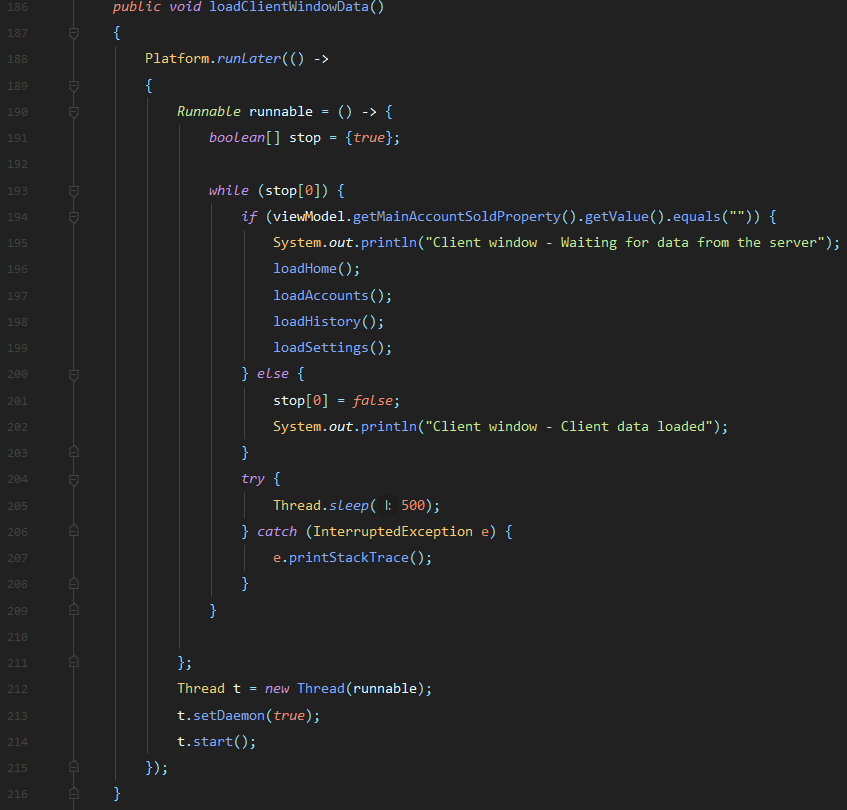 186 public void loadClientWindowData()
187 {
188 Platform.runLater(() ->
189 {
190 Runnable runnable = () -> {
191 boolean[] stop = {true};
192
193 while (stop[0]) {
194 if (viewModel.getMainAccountSoldProperty().getValue().equals("")) {
195 System.out.println("Client window - Waiting for data from the server");
196 loadHome();
197 loadAccounts();
198 loadHistory();
199 loadSettings();
200 } else {
201 stop[0] = false;
202 System.out.println("Client window - Client data loaded");
203 }
204 try {
205 Thread.sleep( l: 500);
206 } catch (InterruptedException e) {
207 e.printStackTrace();
208 }
209 }
210
211 };
212 Thread t = new Thread(runnable);
213 t.setDaemon(true);
214 t.start();
215 });
216 }